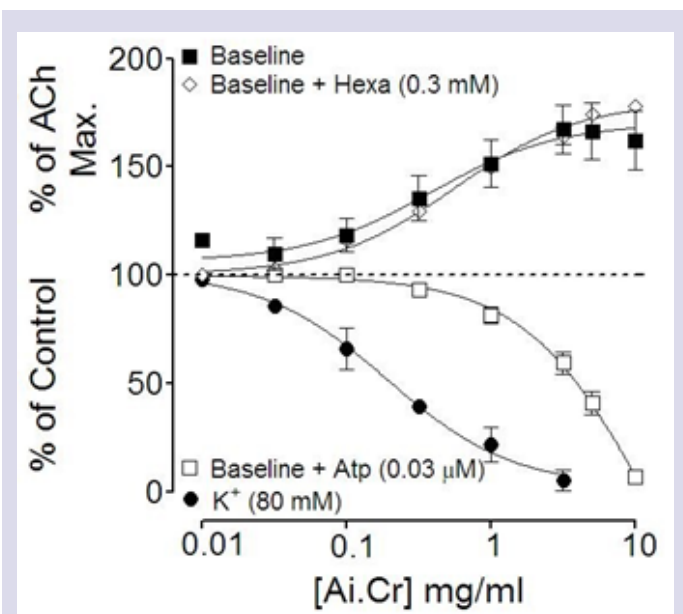 % of ACh
Max.
% of Control
200
150
100
50
0
Baseline
Baseline + Hexa (0.3 mM)
Baseline + Atp (0.03 μM)
K⁺ (80 mM)
0.01
0.1
1
10
[Ai.Cr] mg/ml